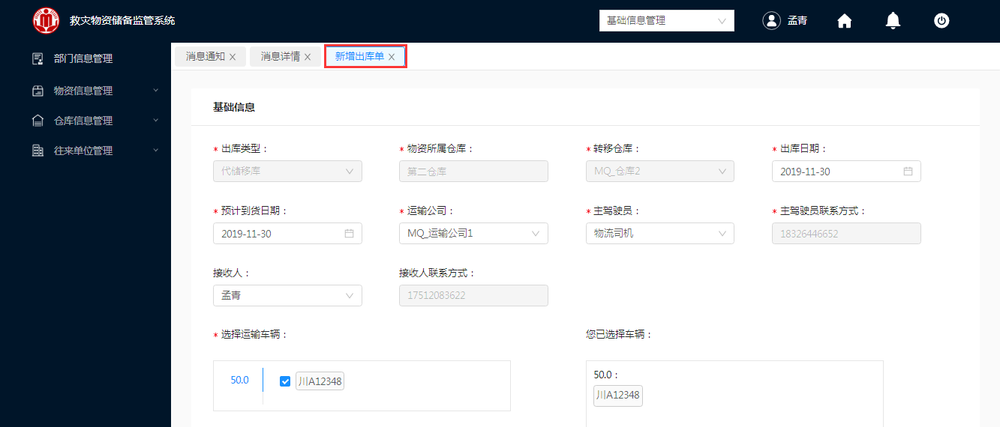 救灾物资储备监管系统
基础信息管理
孟青
部门信息管理
物资信息管理
仓库信息管理
往来单位管理
消息通知 X
消息详情 X
新增出库单 X
基础信息
* 出库类型：
代储移库
* 物资所属仓库：
第二仓库
* 转移仓库：
MQ_仓库2
* 出库日期：
2019-11-30
* 预计到货日期：
2019-11-30
* 运输公司：
MQ_运输公司1
* 主驾驶员：
物流司机
* 主驾驶员联系方式：
18326446652
接收人：
孟青
接收人联系方式：
17512083622
* 选择运输车辆：
50.0
川A12348
您已选择车辆：
50.0：
川A12348